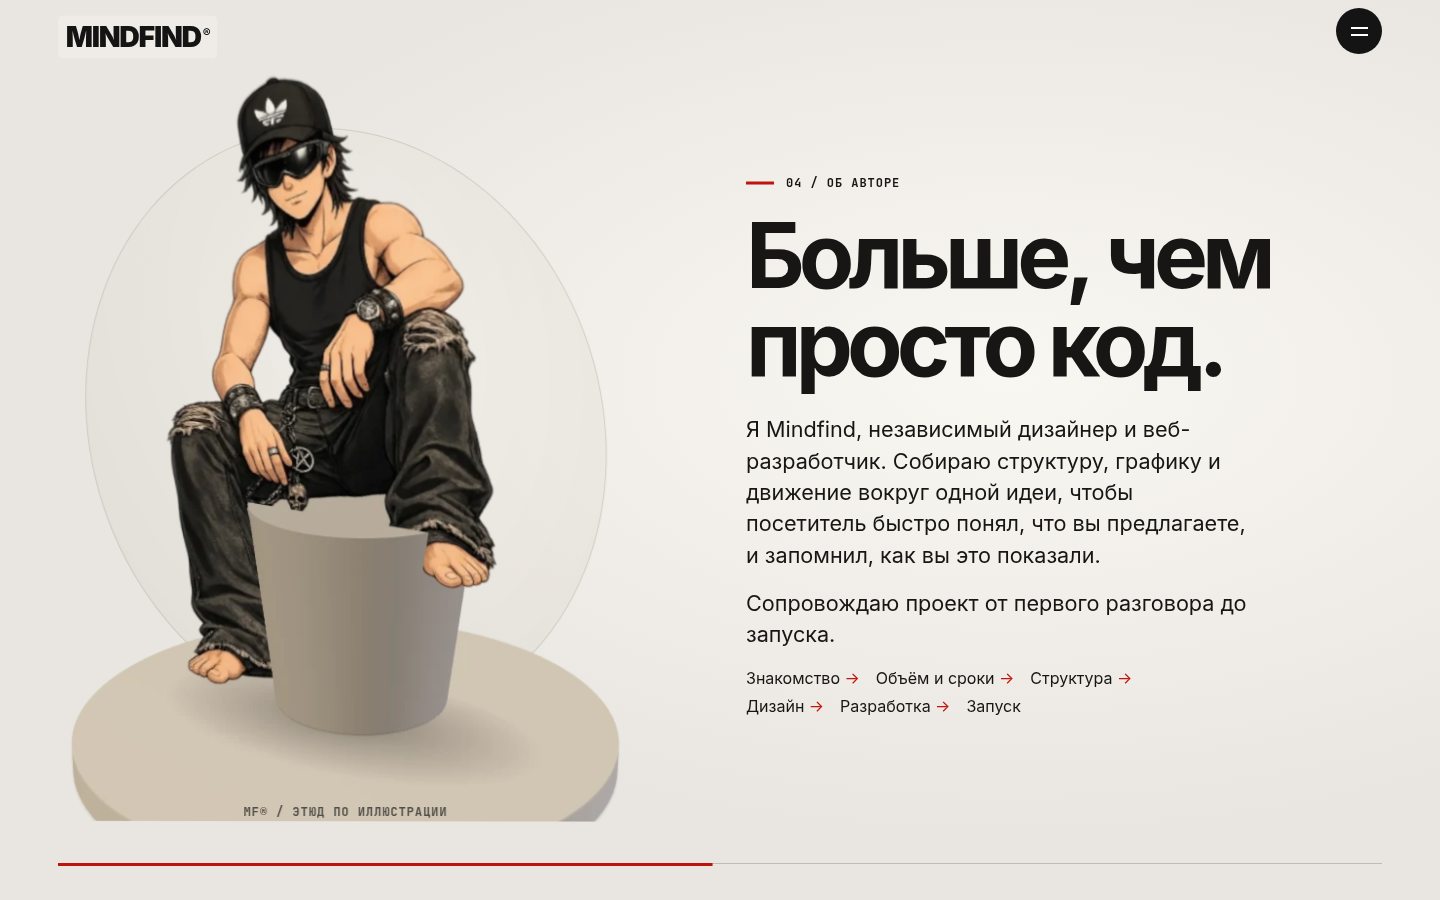 MINDFIND®
04 / ОБ АВТОРЕ
Больше, чем
просто код.
Я Mindfind, независимый дизайнер и веб-
разработчик. Собираю структуру, графику и
движение вокруг одной идеи, чтобы
посетитель быстро понял, что вы предлагаете,
и запомнил, как вы это показали.
Сопровождаю проект от первого разговора до
запуска.
Знакомство → Объём и сроки → Структура →
Дизайн → Разработка → Запуск
MF® / ЭТЮД ПО ИЛЛЮСТРАЦИИ